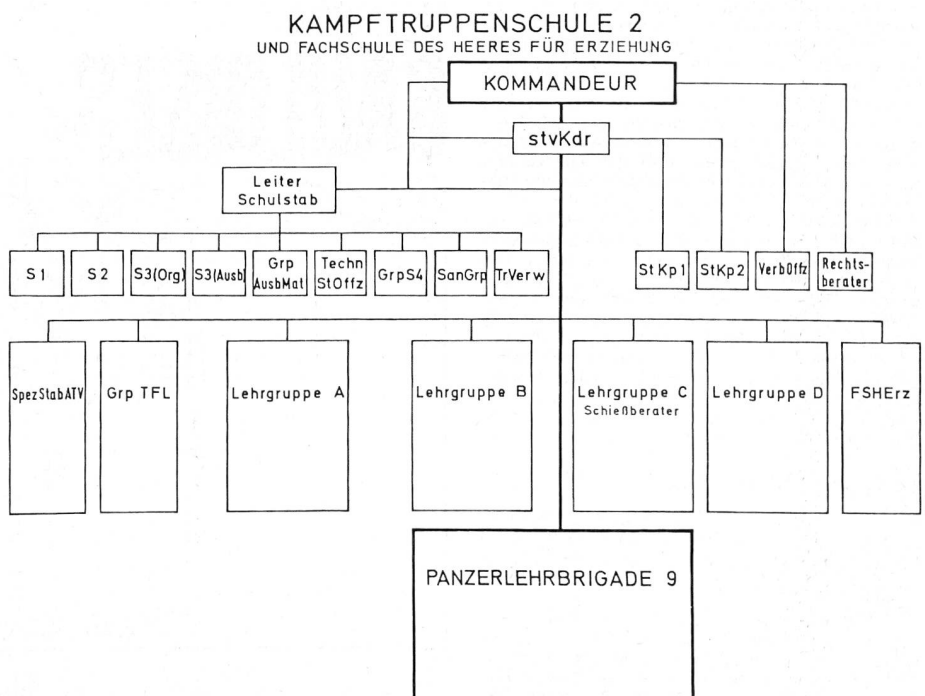 KAMPFTRUPPENSCHULE 2
UND FACHSCHULE DES HEERES FÜR ERZIEHUNG
KOMMANDEUR
stvKdr
Leiter
Schulstab
S1
S2
S3(Org)
S3(Ausb)
Grp
AusbMat
Techn
StOffz
GrpS4
SanGrp
TrVerw
StKp1
StKp2
VerbOffz
Rechts-
berater
SpezStabATV
Grp TFL
Lehrgruppe A
Lehrgruppe B
Lehrgruppe C
Schießberater
Lehrgruppe D
FSHErz
PANZERLEHRBRIGADE 9